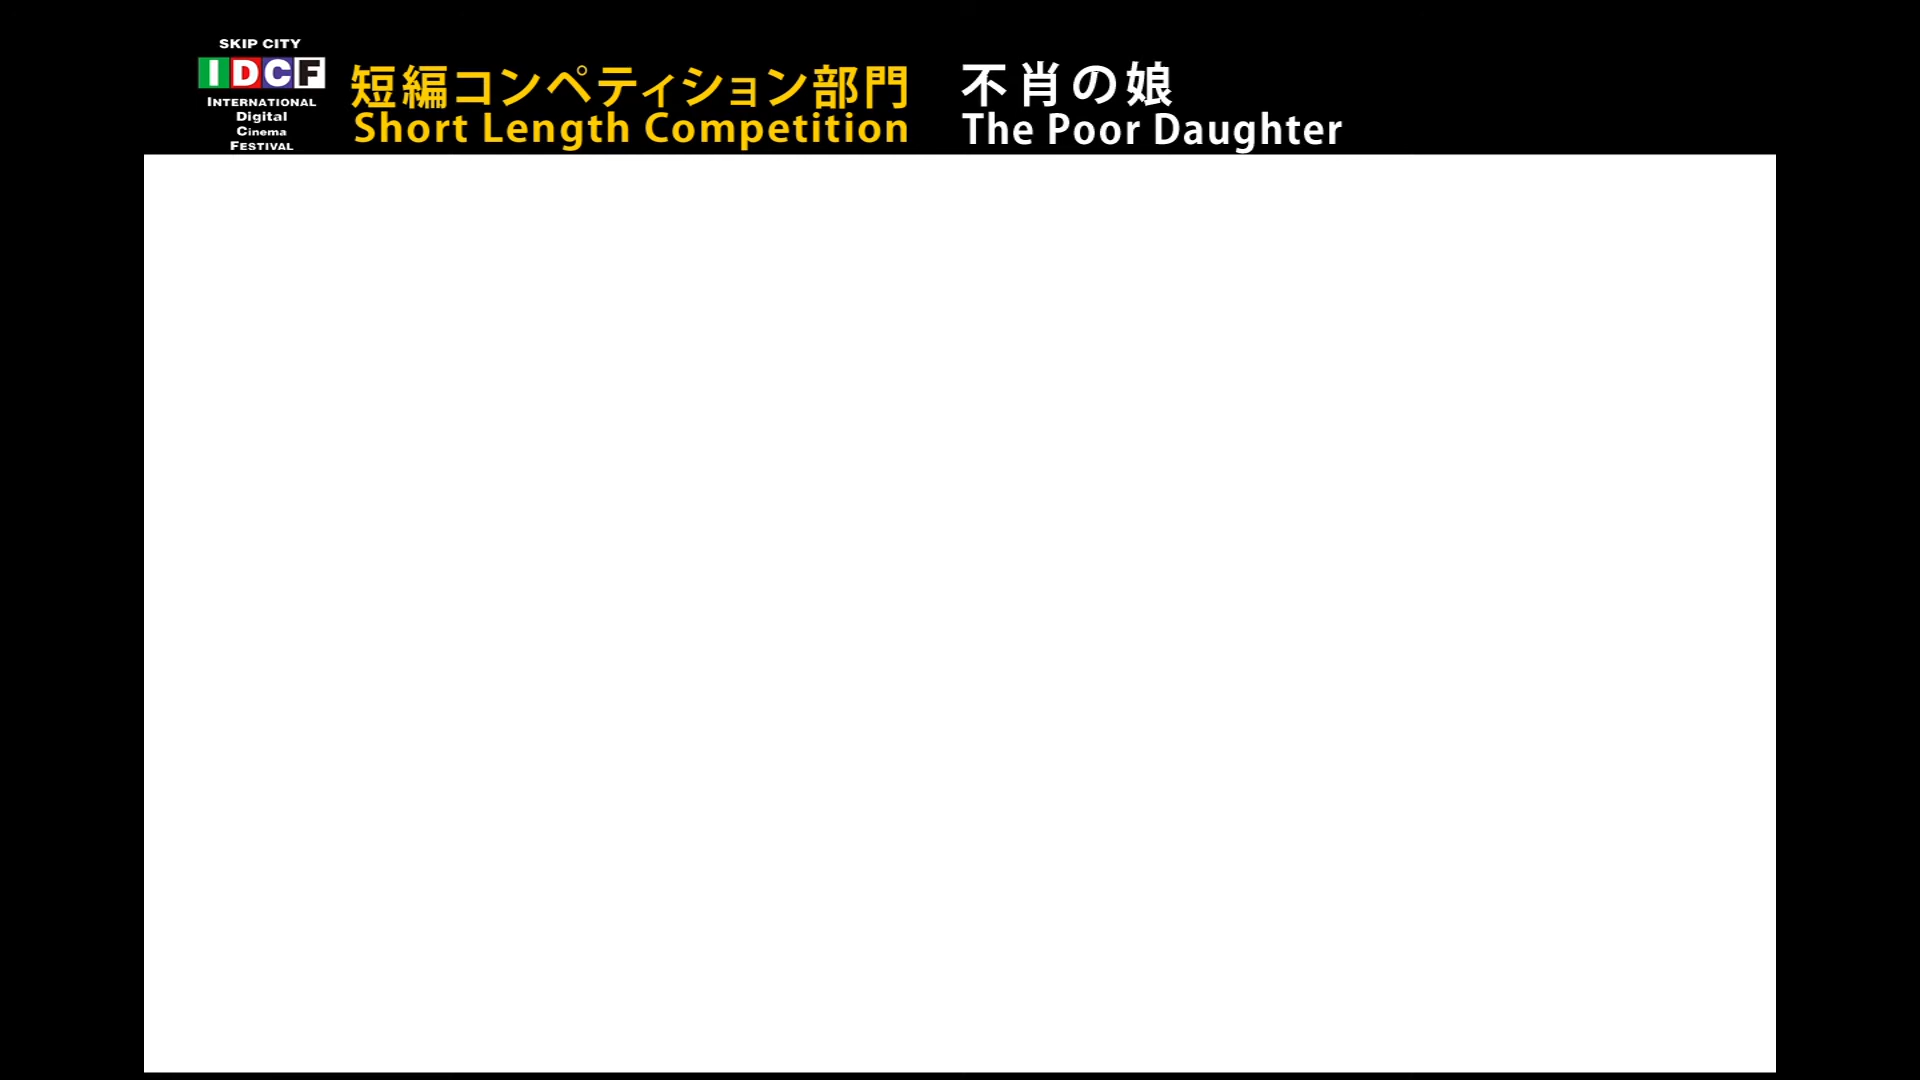 SKIP CITY
IDCF
INTERNATIONAL
Digital
Cinema
FESTIVAL
短編コンペティション部門
Short Length Competition
不肖の娘
The Poor Daughter